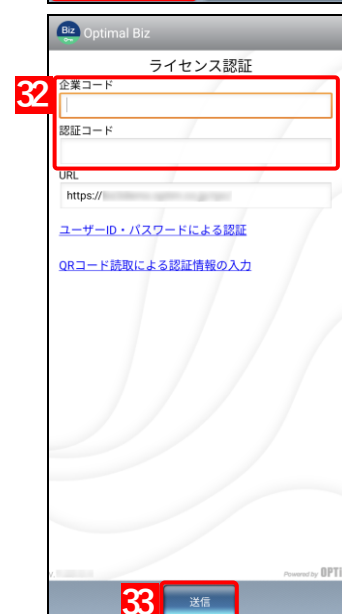 Biz Optimal Biz
ライセンス認証
32
企業コード
認証コード
URL
https://
ユーザーID・パスワードによる認証
QRコード読取による認証情報の入力
Powered by OPTi
33
送信